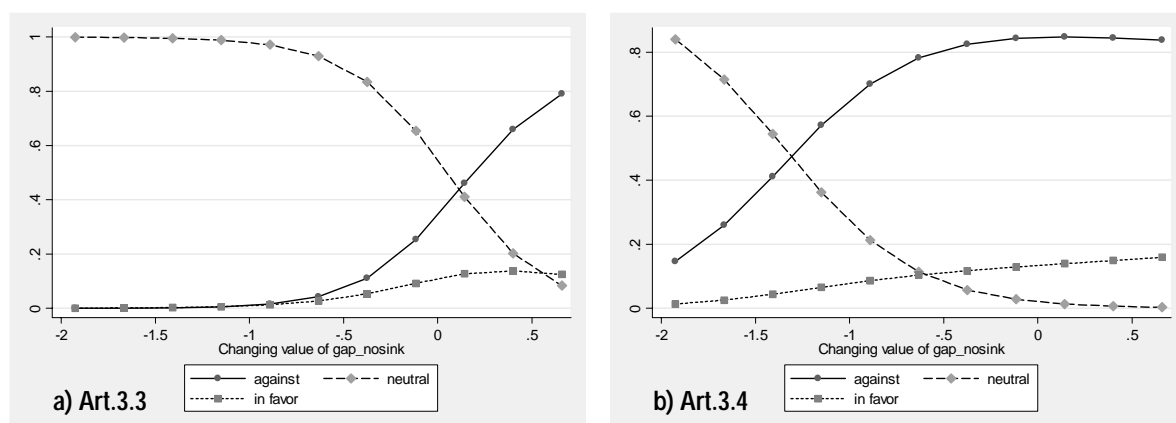 1
.8
.6
.4
.2
0
-2 -1.5 -1 -.5 0 .5
Changing value of gap_nosink
against neutral
in favor
a) Art.3.3
.8
.6
.4
.2
0
-2 -1.5 -1 -.5 0 .5
Changing value of gap_nosink
against neutral
in favor
b) Art.3.4